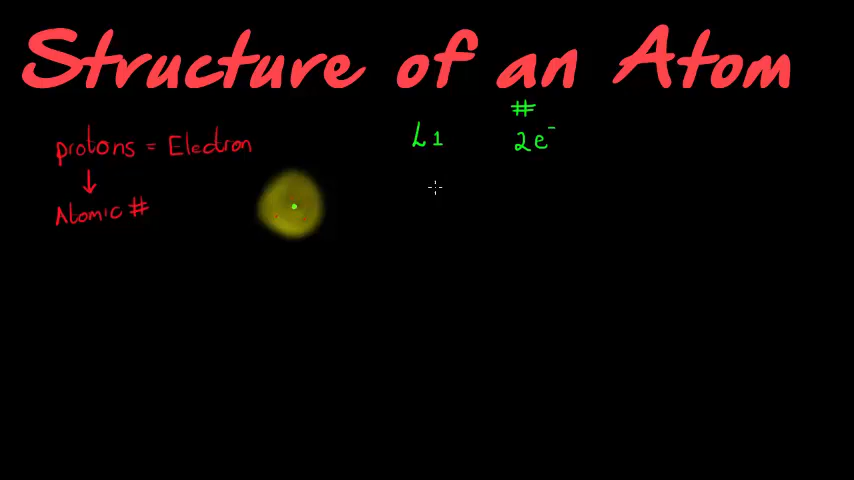 Structure of an Atom
#
protons = Electron
L1 2e⁻
↓
Atomic #